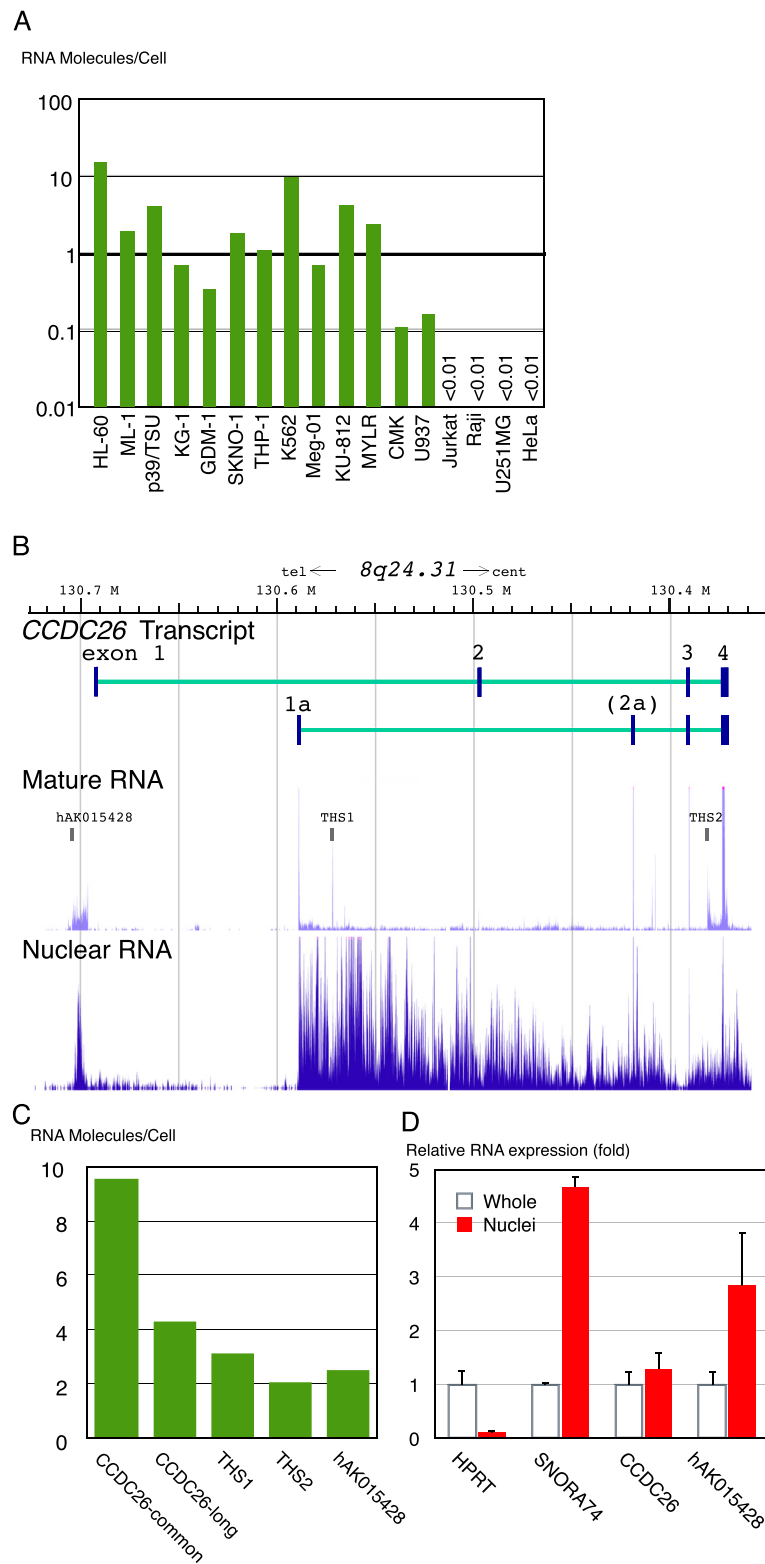 A
RNA Molecules/Cell
100
10
1
0.1
0.01
<0.01
<0.01
<0.01
<0.01
HL-60
ML-1
p39/TSU
KG-1
GDM-1
SKNO-1
THP-1
K562
Meg-01
KU-812
MYLR
CMK
U937
Jurkat
Raji
U251MG
HeLa
B
tel 8q24.31 cent
130.7 M 130.6 M 130.5 M 130.4 M
CCDC26 Transcript
exon 1 2 3 4
1a (2a)
Mature RNA
hAK015428 THS1 THS2
Nuclear RNA
C
RNA Molecules/Cell
10
8
6
4
2
0
CCDC26-common
CCDC26-long
THS1
THS2
hAK015428
D
Relative RNA expression (fold)
5
4
3
2
1
0
Whole
Nuclei
HPRT
SNORA74
CCDC26
hAK015428